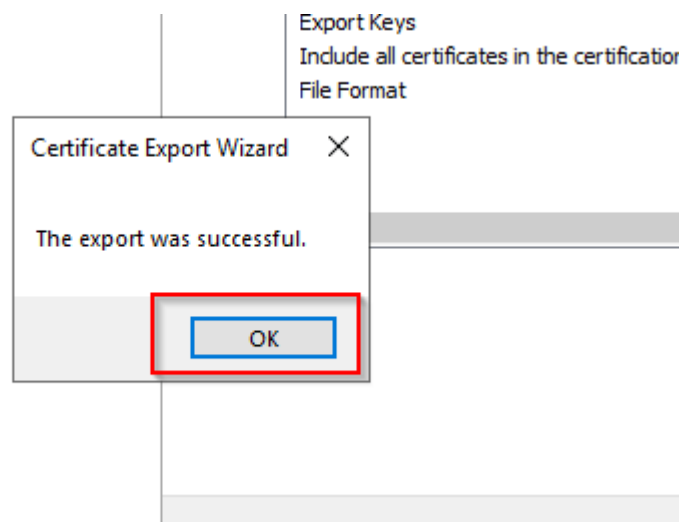 Export Keys
Include all certificates in the certification
File Format
Certificate Export Wizard
The export was successful.
OK